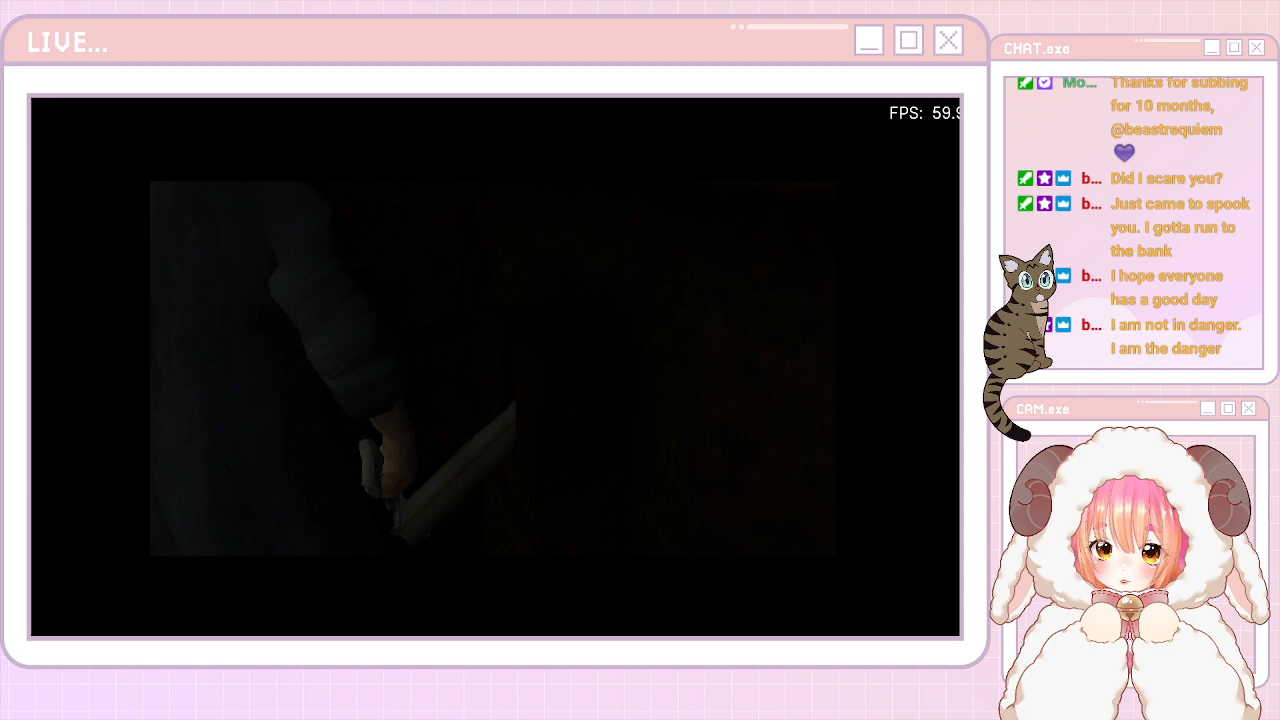 LIVE...
FPS: 59.9
CHAT.exe
Mo... Thanks for subbing
for 10 months,
@beastrequiem
b... Did I scare you?
b... Just came to spook
you. I gotta run to
the bank
b... I hope everyone
has a good day
b... I am not in danger.
I am the danger
CAM.exe